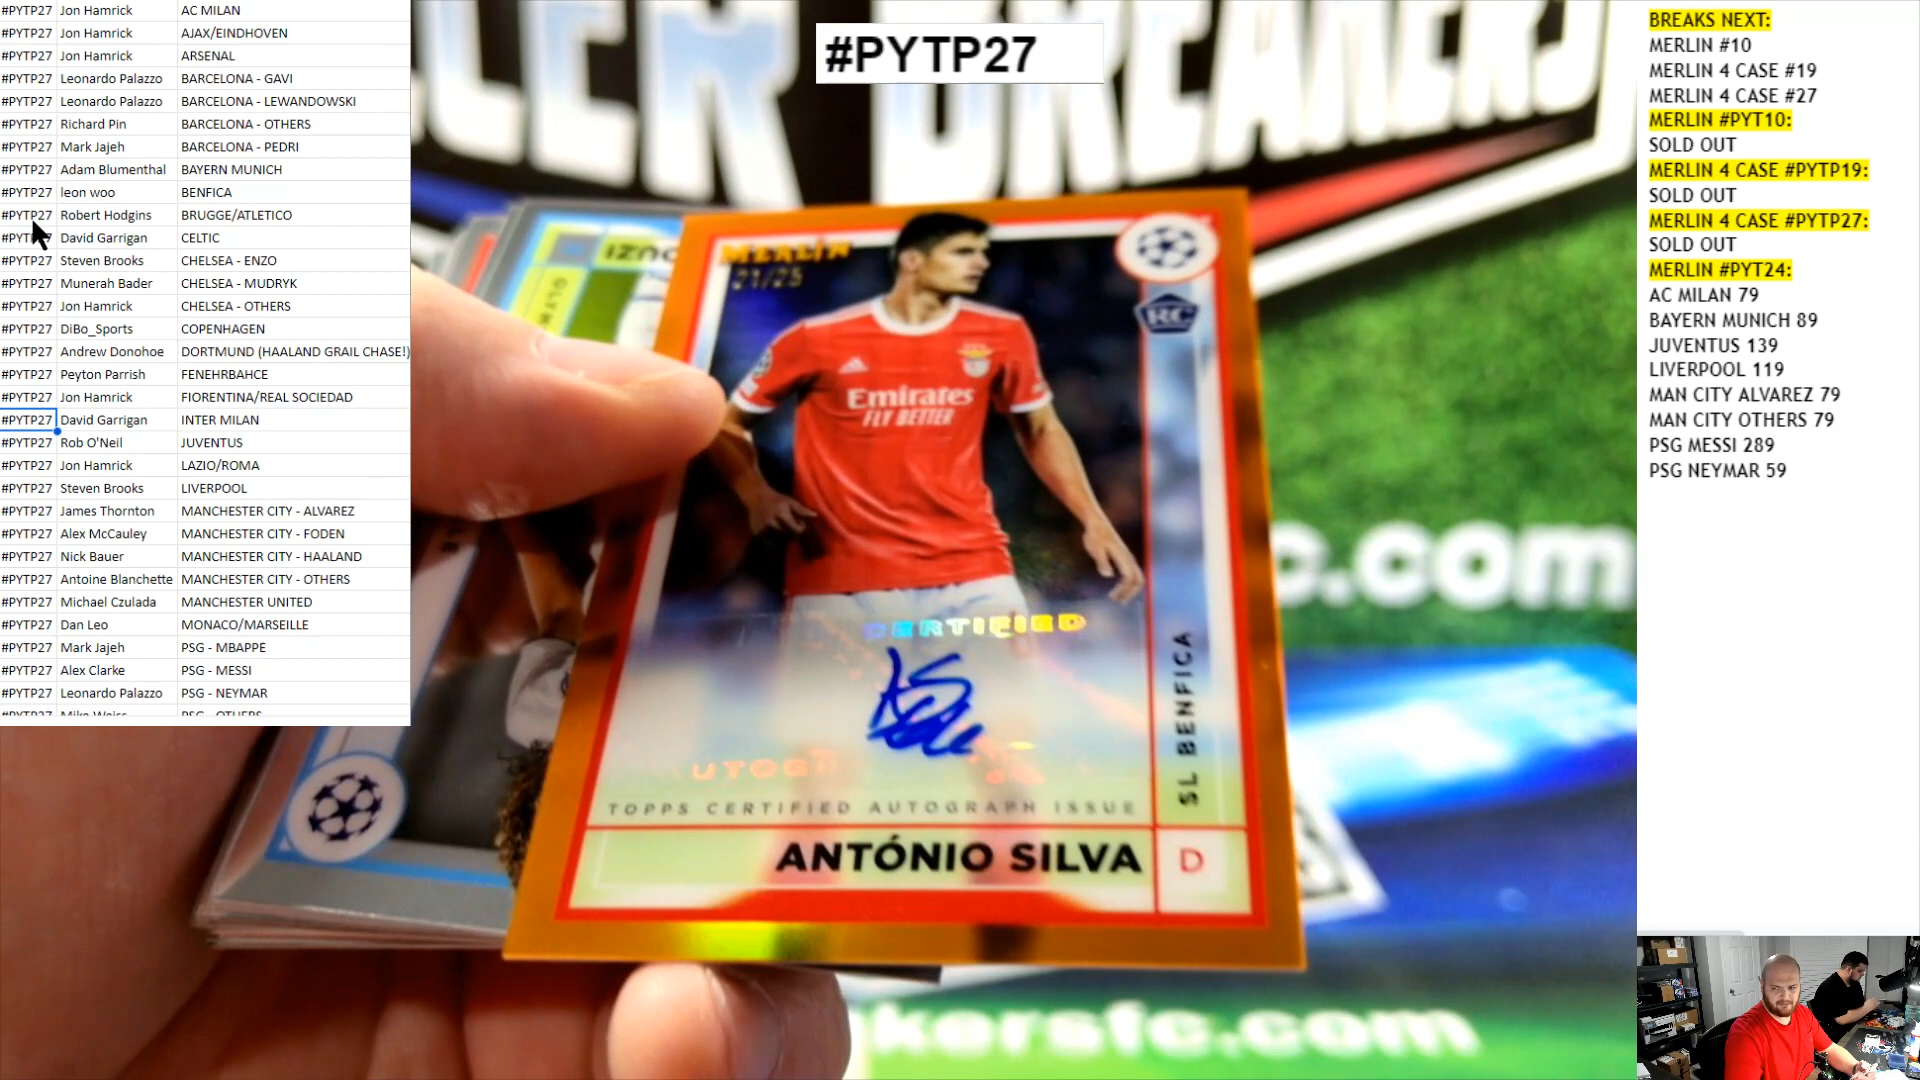 #PYTP27 Jon Hamrick AC MILAN
#PYTP27 Jon Hamrick AJAX/EINDHOVEN
#PYTP27 Jon Hamrick ARSENAL
#PYTP27 Leonardo Palazzo BARCELONA - GAVI
#PYTP27 Leonardo Palazzo BARCELONA - LEWANDOWSKI
#PYTP27 Richard Pin BARCELONA - OTHERS
#PYTP27 Mark Jajeh BARCELONA - PEDRI
#PYTP27 Adam Blumenthal BAYERN MUNICH
#PYTP27 leon woo BENFICA
#PYTP27 Robert Hodgins BRUGGE/ATLETICO
#PYTP27 David Garrigan CELTIC
#PYTP27 Steven Brooks CHELSEA - ENZO
#PYTP27 Munerah Bader CHELSEA - MUDRYK
#PYTP27 Jon Hamrick CHELSEA - OTHERS
#PYTP27 DiBo_Sports COPENHAGEN
#PYTP27 Andrew Donohoe DORTMUND (HAALAND GRAIL CHASE!)
#PYTP27 Peyton Parrish FENEHRBAHCE
#PYTP27 Jon Hamrick FIORENTINA/REAL SOCIEDAD
#PYTP27 David Garrigan INTER MILAN
#PYTP27 Rob O'Neil JUVENTUS
#PYTP27 Jon Hamrick LAZIO/ROMA
#PYTP27 Steven Brooks LIVERPOOL
#PYTP27 James Thornton MANCHESTER CITY - ALVAREZ
#PYTP27 Alex McCauley MANCHESTER CITY - FODEN
#PYTP27 Nick Bauer MANCHESTER CITY - HAALAND
#PYTP27 Antoine Blanchette MANCHESTER CITY - OTHERS
#PYTP27 Michael Czulada MANCHESTER UNITED
#PYTP27 Dan Leo MONACO/MARSEILLE
#PYTP27 Mark Jajeh PSG - MBAPPE
#PYTP27 Alex Clarke PSG - MESSI
#PYTP27 Leonardo Palazzo PSG - NEYMAR
#PYTP27
BREAKERS
MERLIN
21/25
RC
Emirates
FLY BETTER
CERTIFIED
TOPPS CERTIFIED AUTOGRAPH ISSUE
SL BENFICA
ANTÓNIO SILVA D
c.com
kersfc.com
BREAKS NEXT:
MERLIN #10
MERLIN 4 CASE #19
MERLIN 4 CASE #27
MERLIN #PYT10:
SOLD OUT
MERLIN 4 CASE #PYTP19:
SOLD OUT
MERLIN 4 CASE #PYTP27:
SOLD OUT
MERLIN #PYT24:
AC MILAN 79
BAYERN MUNICH 89
JUVENTUS 139
LIVERPOOL 119
MAN CITY ALVAREZ 79
MAN CITY OTHERS 79
PSG MESSI 289
PSG NEYMAR 59